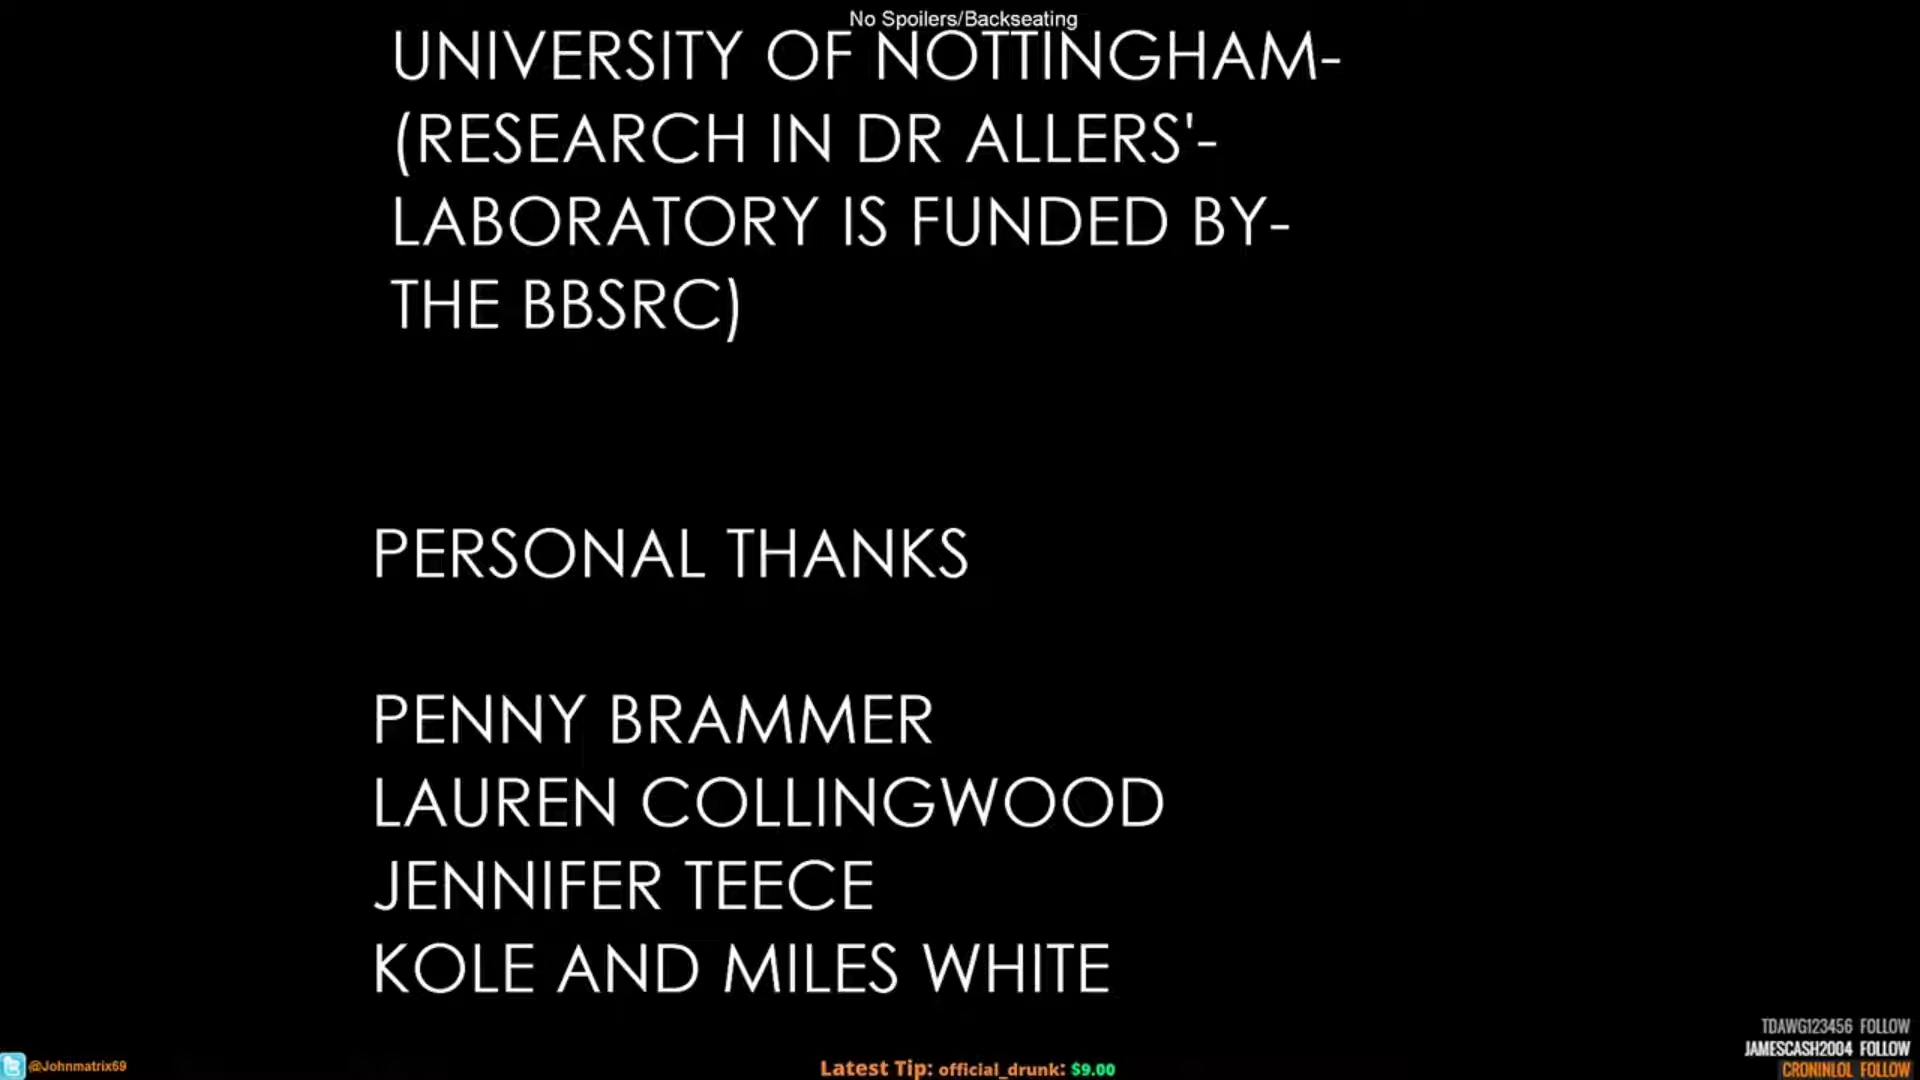 No Spoilers/Backseating
UNIVERSITY OF NOTTINGHAM-
(RESEARCH IN DR ALLERS'-
LABORATORY IS FUNDED BY-
THE BBSRC)
PERSONAL THANKS
PENNY BRAMMER
LAUREN COLLINGWOOD
JENNIFER TEECE
KOLE AND MILES WHITE
TDAWG123456 FOLLOW
JAMESCASH2004 FOLLOW
CRONINLOL FOLLOW
@Johnmatrix69
Latest Tip: official_drunk: $9.00